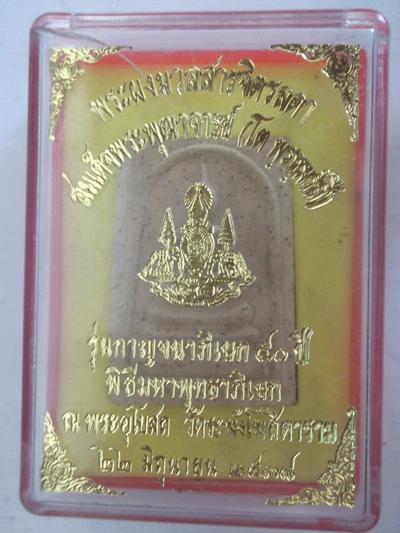 พระผงมวลสารจิตรลดา
สมเด็จพระพุฒาจารย์ (โต พรหมรังสี)
รุ่นกาญจนาภิเษก ๕๐ ปี
พิธีมหาพุทธาภิเษก
ณ พระอุโบสถ วัดระฆังโฆสิตาราม
๒๒ มิถุนายน